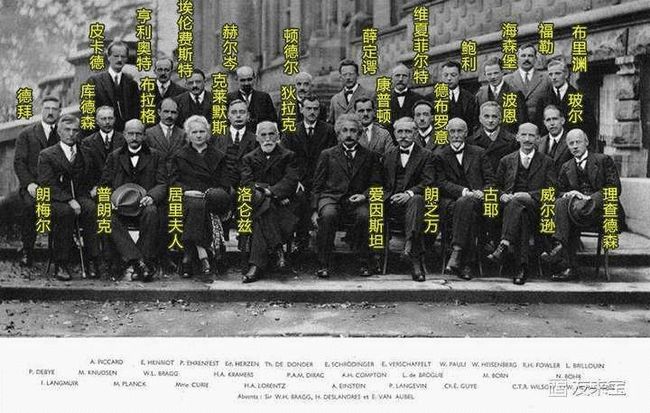 皮卡德
亨利奥特
埃伦费斯特
赫尔岑
顿德尔
薛定谔
维夏菲尔特
鲍利
海森堡
福勒
布里渊
德拜
库德森
布拉格
克莱默斯
狄拉克
康普顿
德布罗意
波恩
玻尔
朗梅尔
普朗克
居里夫人
洛仑兹
爱因斯坦
朗之万
古耶
威尔逊
理查德森
A. PICCARD E. HENRIOT P. EHRENFEST Ed. HERZEN Th. DE DONDER E. SCHRÖDINGER E. VERSCHAFFELT W. PAULI W. HEISENBERG R.H. FOWLER L. BRILLOUIN
P. DEBYE M. KNUDSEN W.L. BRAGG H.A. KRAMERS P.A.M. DIRAC A.H. COMPTON L. de BROGLIE M. BORN N. BOHR
I. LANGMUIR M. PLANCK Mme CURIE H.A. LORENTZ A. EINSTEIN P. LANGEVIN Ch.E. GUYE C.T.R. WILSON
Absents : Sir W.H. BRAGG, H. DESLANDRES et E. VAN AUBEL
友来宝